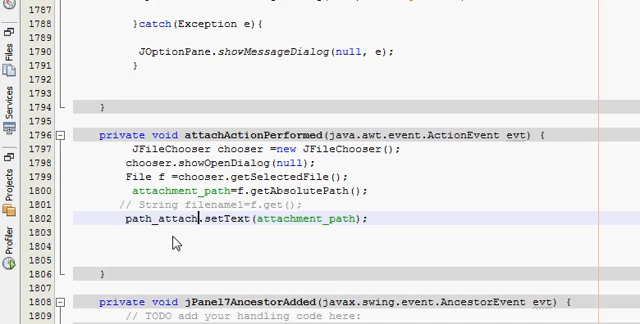 1787
1788 }catch(Exception e){
1789
1790 JOptionPane.showMessageDialog(null, e);
1791 }
1792
1793
1794 }
1795
1796 private void attachActionPerformed(java.awt.event.ActionEvent evt) {
1797 JFileChooser chooser =new JFileChooser();
1798 chooser.showOpenDialog(null);
1799 File f =chooser.getSelectedFile();
1800 attachment_path=f.getAbsolutePath();
1801 // String filename1=f.get();
1802 path_attach.setText(attachment_path);
1803
1804
1805
1806 }
1807
1808 private void jPanel7AncestorAdded(javax.swing.event.AncestorEvent evt) {
1809 // TODO add your handling code here:
Files
Services
Projects
Profiler